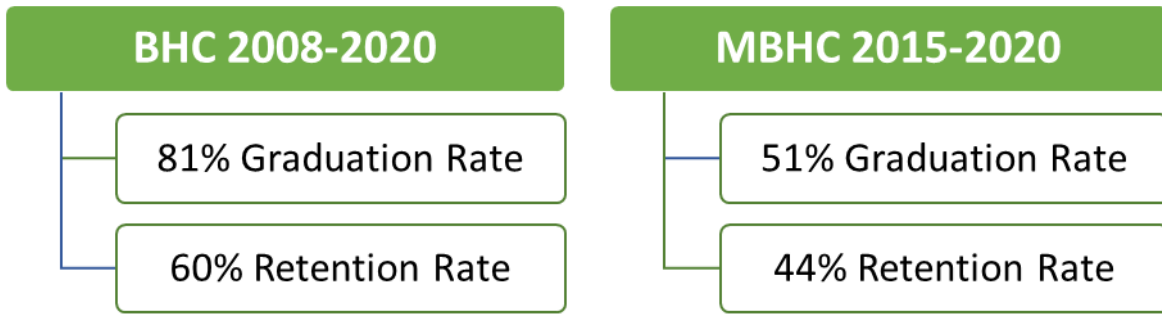 BHC 2008-2020
81% Graduation Rate
60% Retention Rate
MBHC 2015-2020
51% Graduation Rate
44% Retention Rate